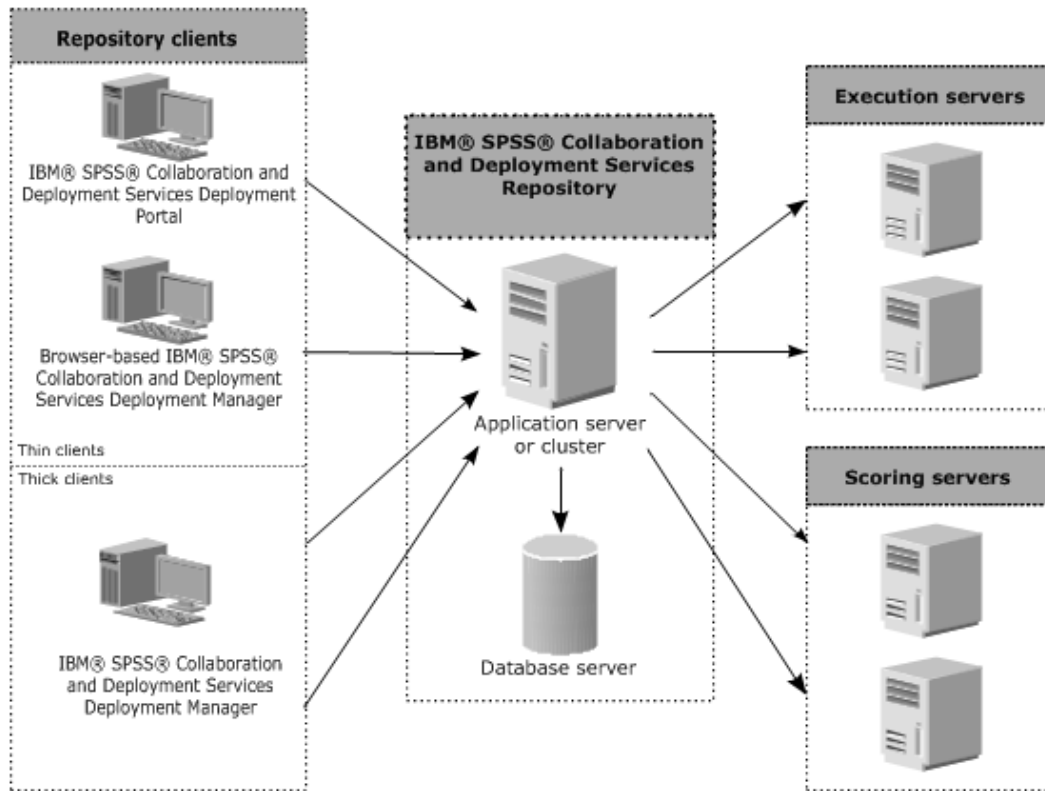 Repository clients
IBM® SPSS® Collaboration and
Deployment Services Deployment
Portal
Browser-based IBM® SPSS®
Collaboration and Deployment
Services Deployment Manager
Thin clients
Thick clients
IBM® SPSS® Collaboration
and Deployment Services
Deployment Manager
IBM® SPSS® Collaboration
and Deployment Services
Repository
Application server
or cluster
Database server
Execution servers
Scoring servers